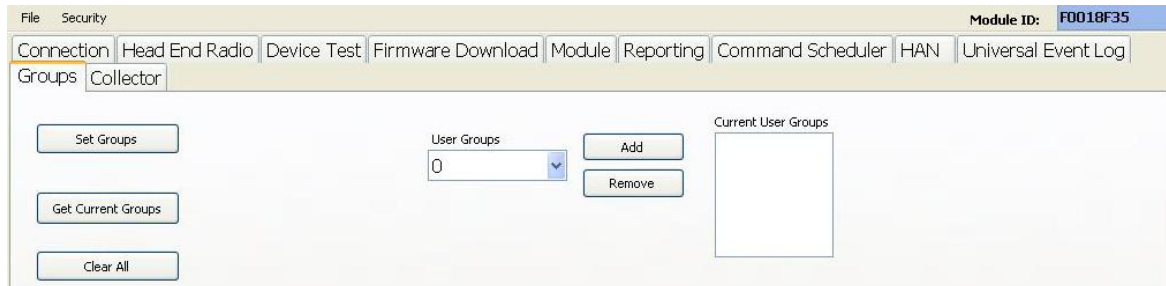 File Security Module ID: F0018F35
Connection Head End Radio Device Test Firmware Download Module Reporting Command Scheduler HAN Universal Event Log
Groups Collector
Current User Groups
Set Groups User Groups Add
0
Remove
Get Current Groups
Clear All